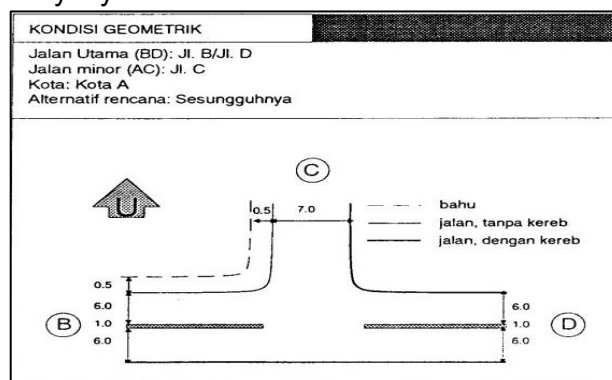 KONDISI GEOMETRIK
Jalan Utama (BD): Jl. B/Jl. D
Jalan minor (AC): Jl. C
Kota: Kota A
Alternatif rencana: Sesungguhnya
C
U
0.5 7.0
bahu
jalan, tanpa kereb
jalan, dengan kereb
0.5
6.0 6.0
B 1.0 1.0 D
6.0 6.0